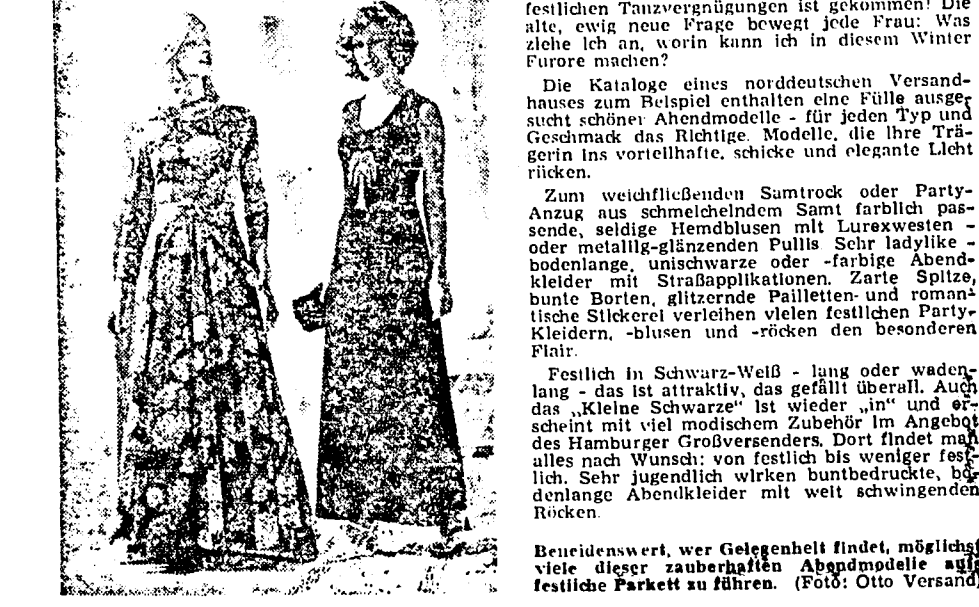 festlichen Tanzvergnügungen ist gekommen! Die
alte, ewig neue Frage bewegt jede Frau: Was
ziehe ich an, worin kann ich in diesem Winter
Furore machen?
Die Kataloge eines norddeutschen Versand-
hauses zum Beispiel enthalten eine Fülle ausge-
sucht schöner Abendmodelle - für jeden Typ und
Geschmack das Richtige. Modelle, die ihre Trä-
gerin ins vorteilhafte, schicke und elegante Licht
rücken.
Zum weichfließenden Samtrock oder Party-
Anzug aus schmeichelndem Samt farblich pas-
sende, seidige Hemdblusen mit Lurexwesten -
oder metallig-glänzenden Pullis. Sehr ladylike -
bodenlange, unischwarze oder -farbige Abend-
kleider mit Straßapplikationen. Zarte Spitze,
bunte Borten, glitzernde Pailletten- und roman-
tische Stickerei verleihen vielen festlichen Party-
Kleidern, -blusen und -röcken den besonderen
Flair.
Festlich in Schwarz-Weiß - lang oder waden-
lang - das ist attraktiv, das gefällt überall. Auch
das „Kleine Schwarze“ ist wieder „in“ und er-
scheint mit viel modischem Zubehör im Angebot
des Hamburger Großversenders. Dort findet man
alles nach Wunsch: von festlich bis weniger fest-
lich. Sehr jugendlich wirken buntbedruckte, bo-
denlange Abendkleider mit weit schwingenden
Röcken.
Beneidenswert, wer Gelegenheit findet, möglichst
viele dieser zauberhaften Abendmodelle aufs
festliche Parkett zu führen. (Foto: Otto Versand)